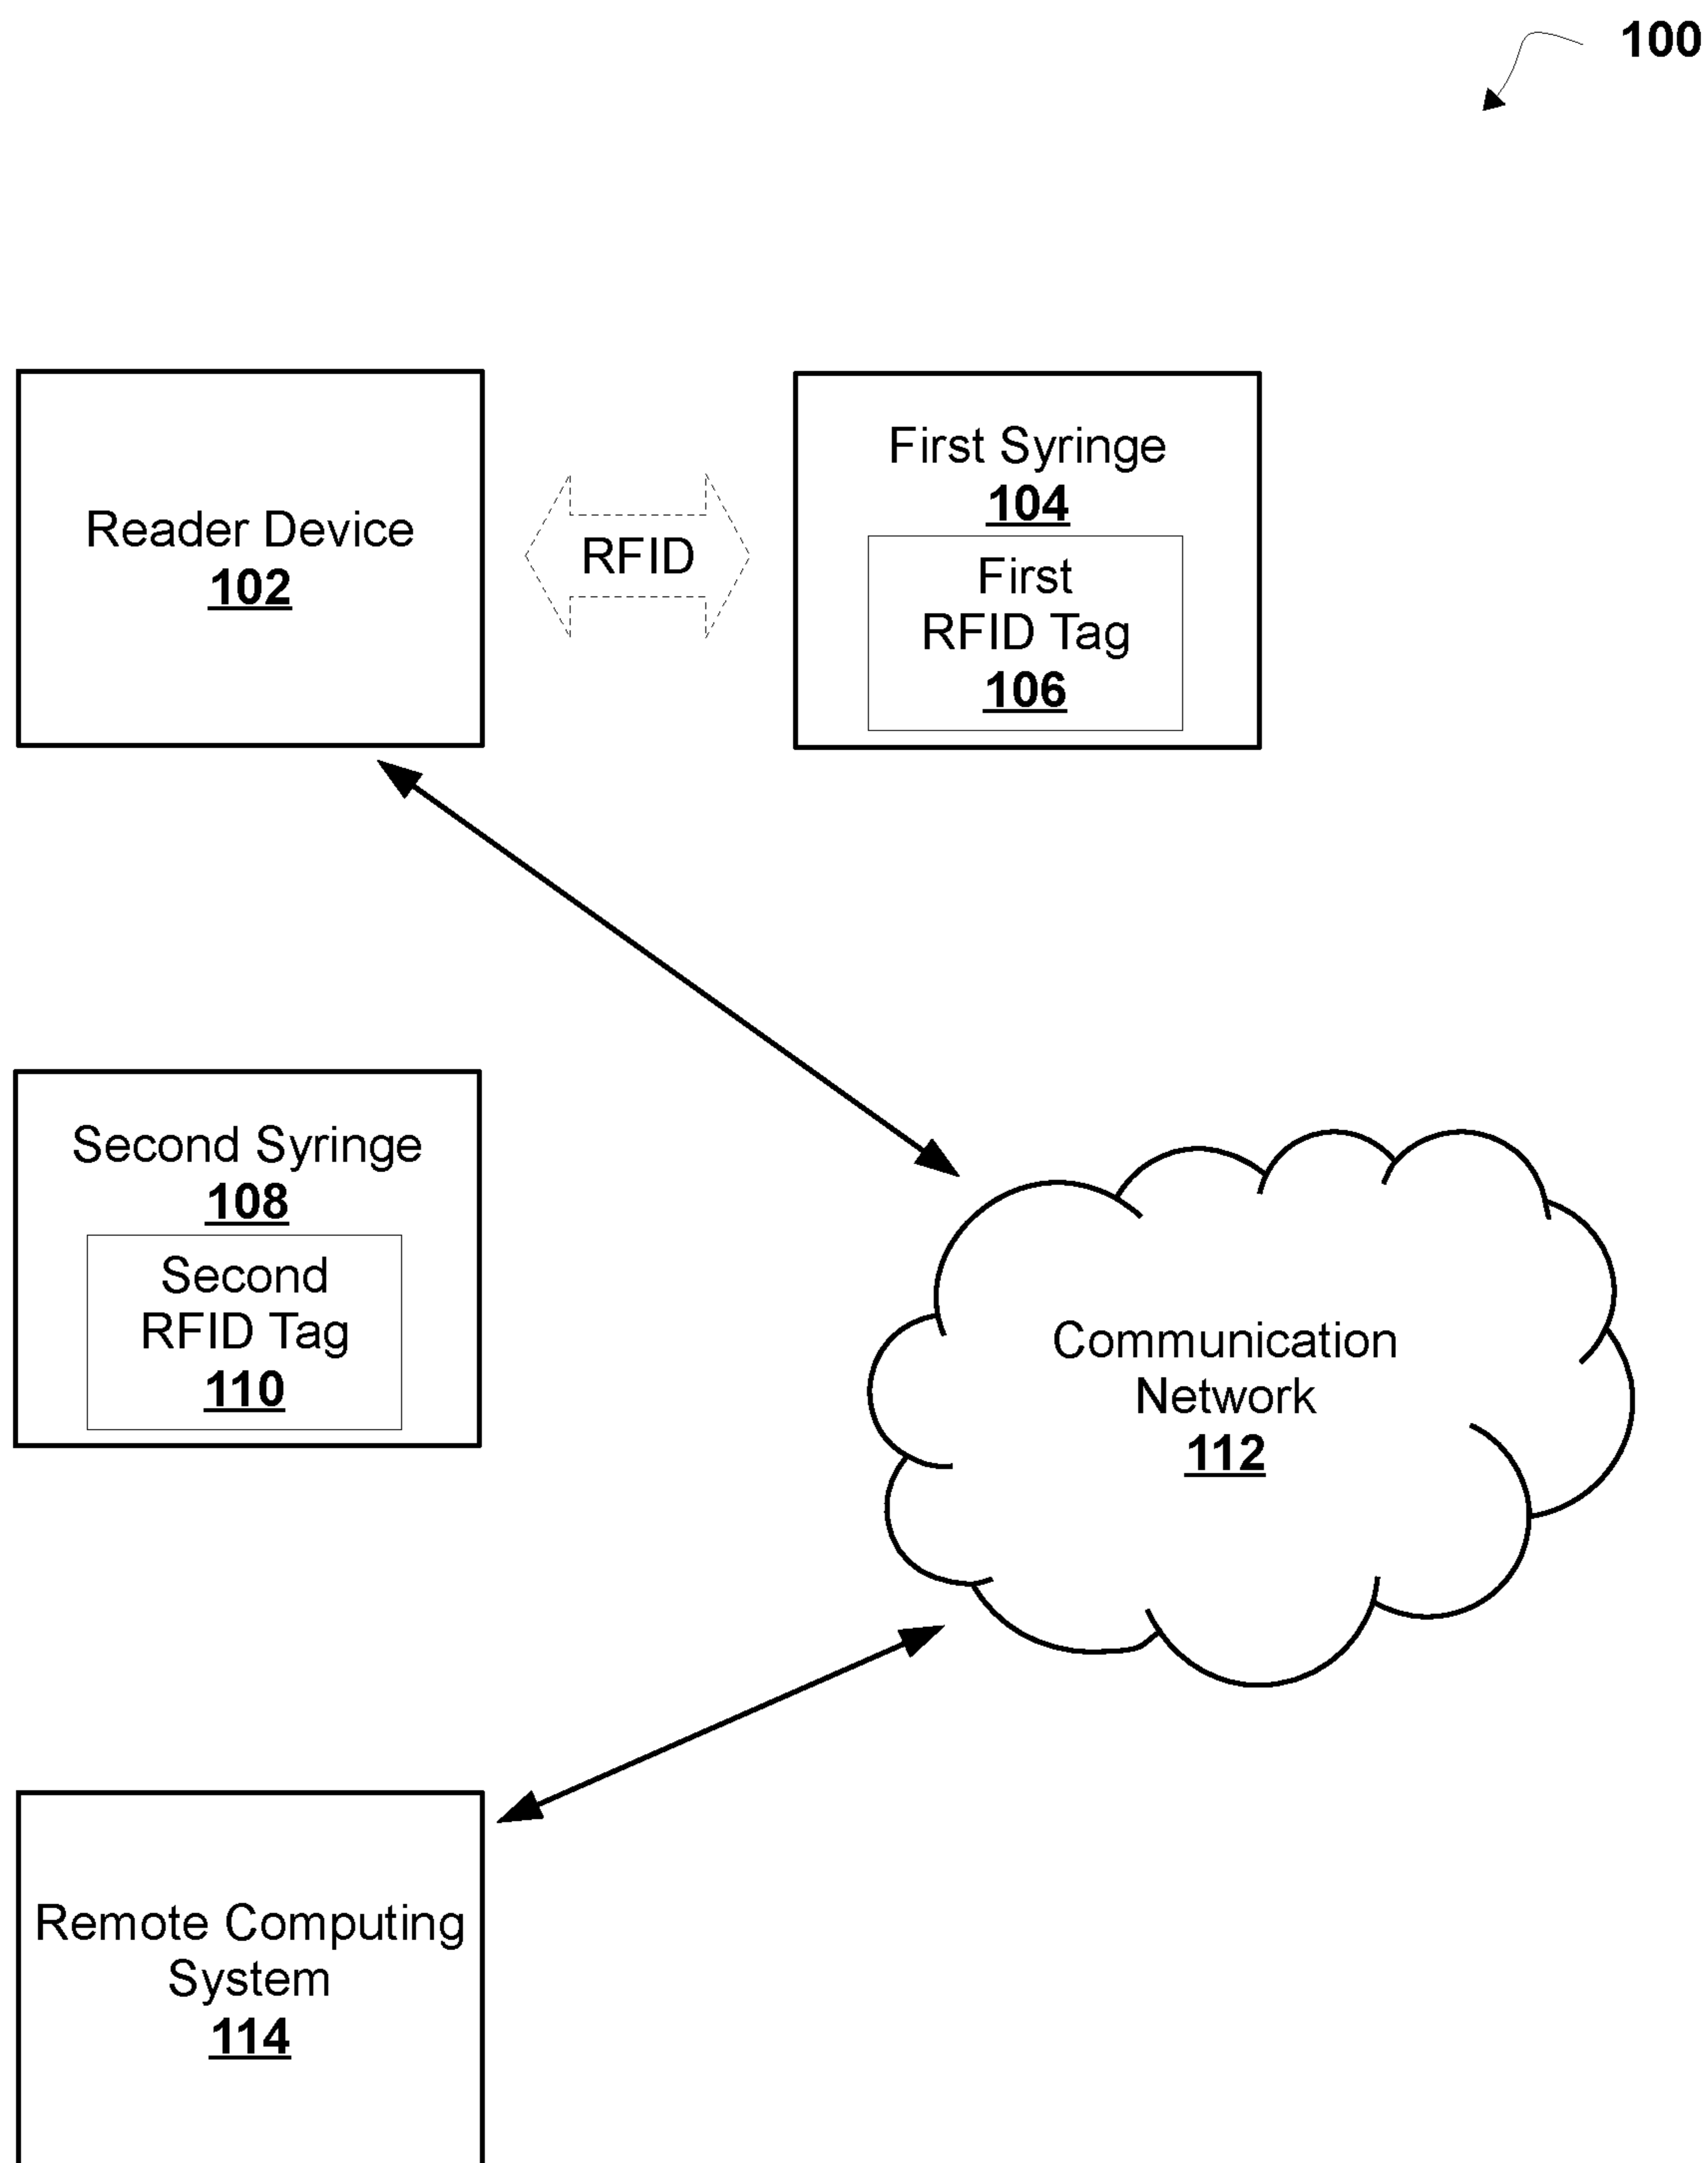 100
Reader Device
102
RFID
First Syringe
104
First
RFID Tag
106
Second Syringe
108
Second
RFID Tag
110
Communication
Network
112
Remote Computing
System
114